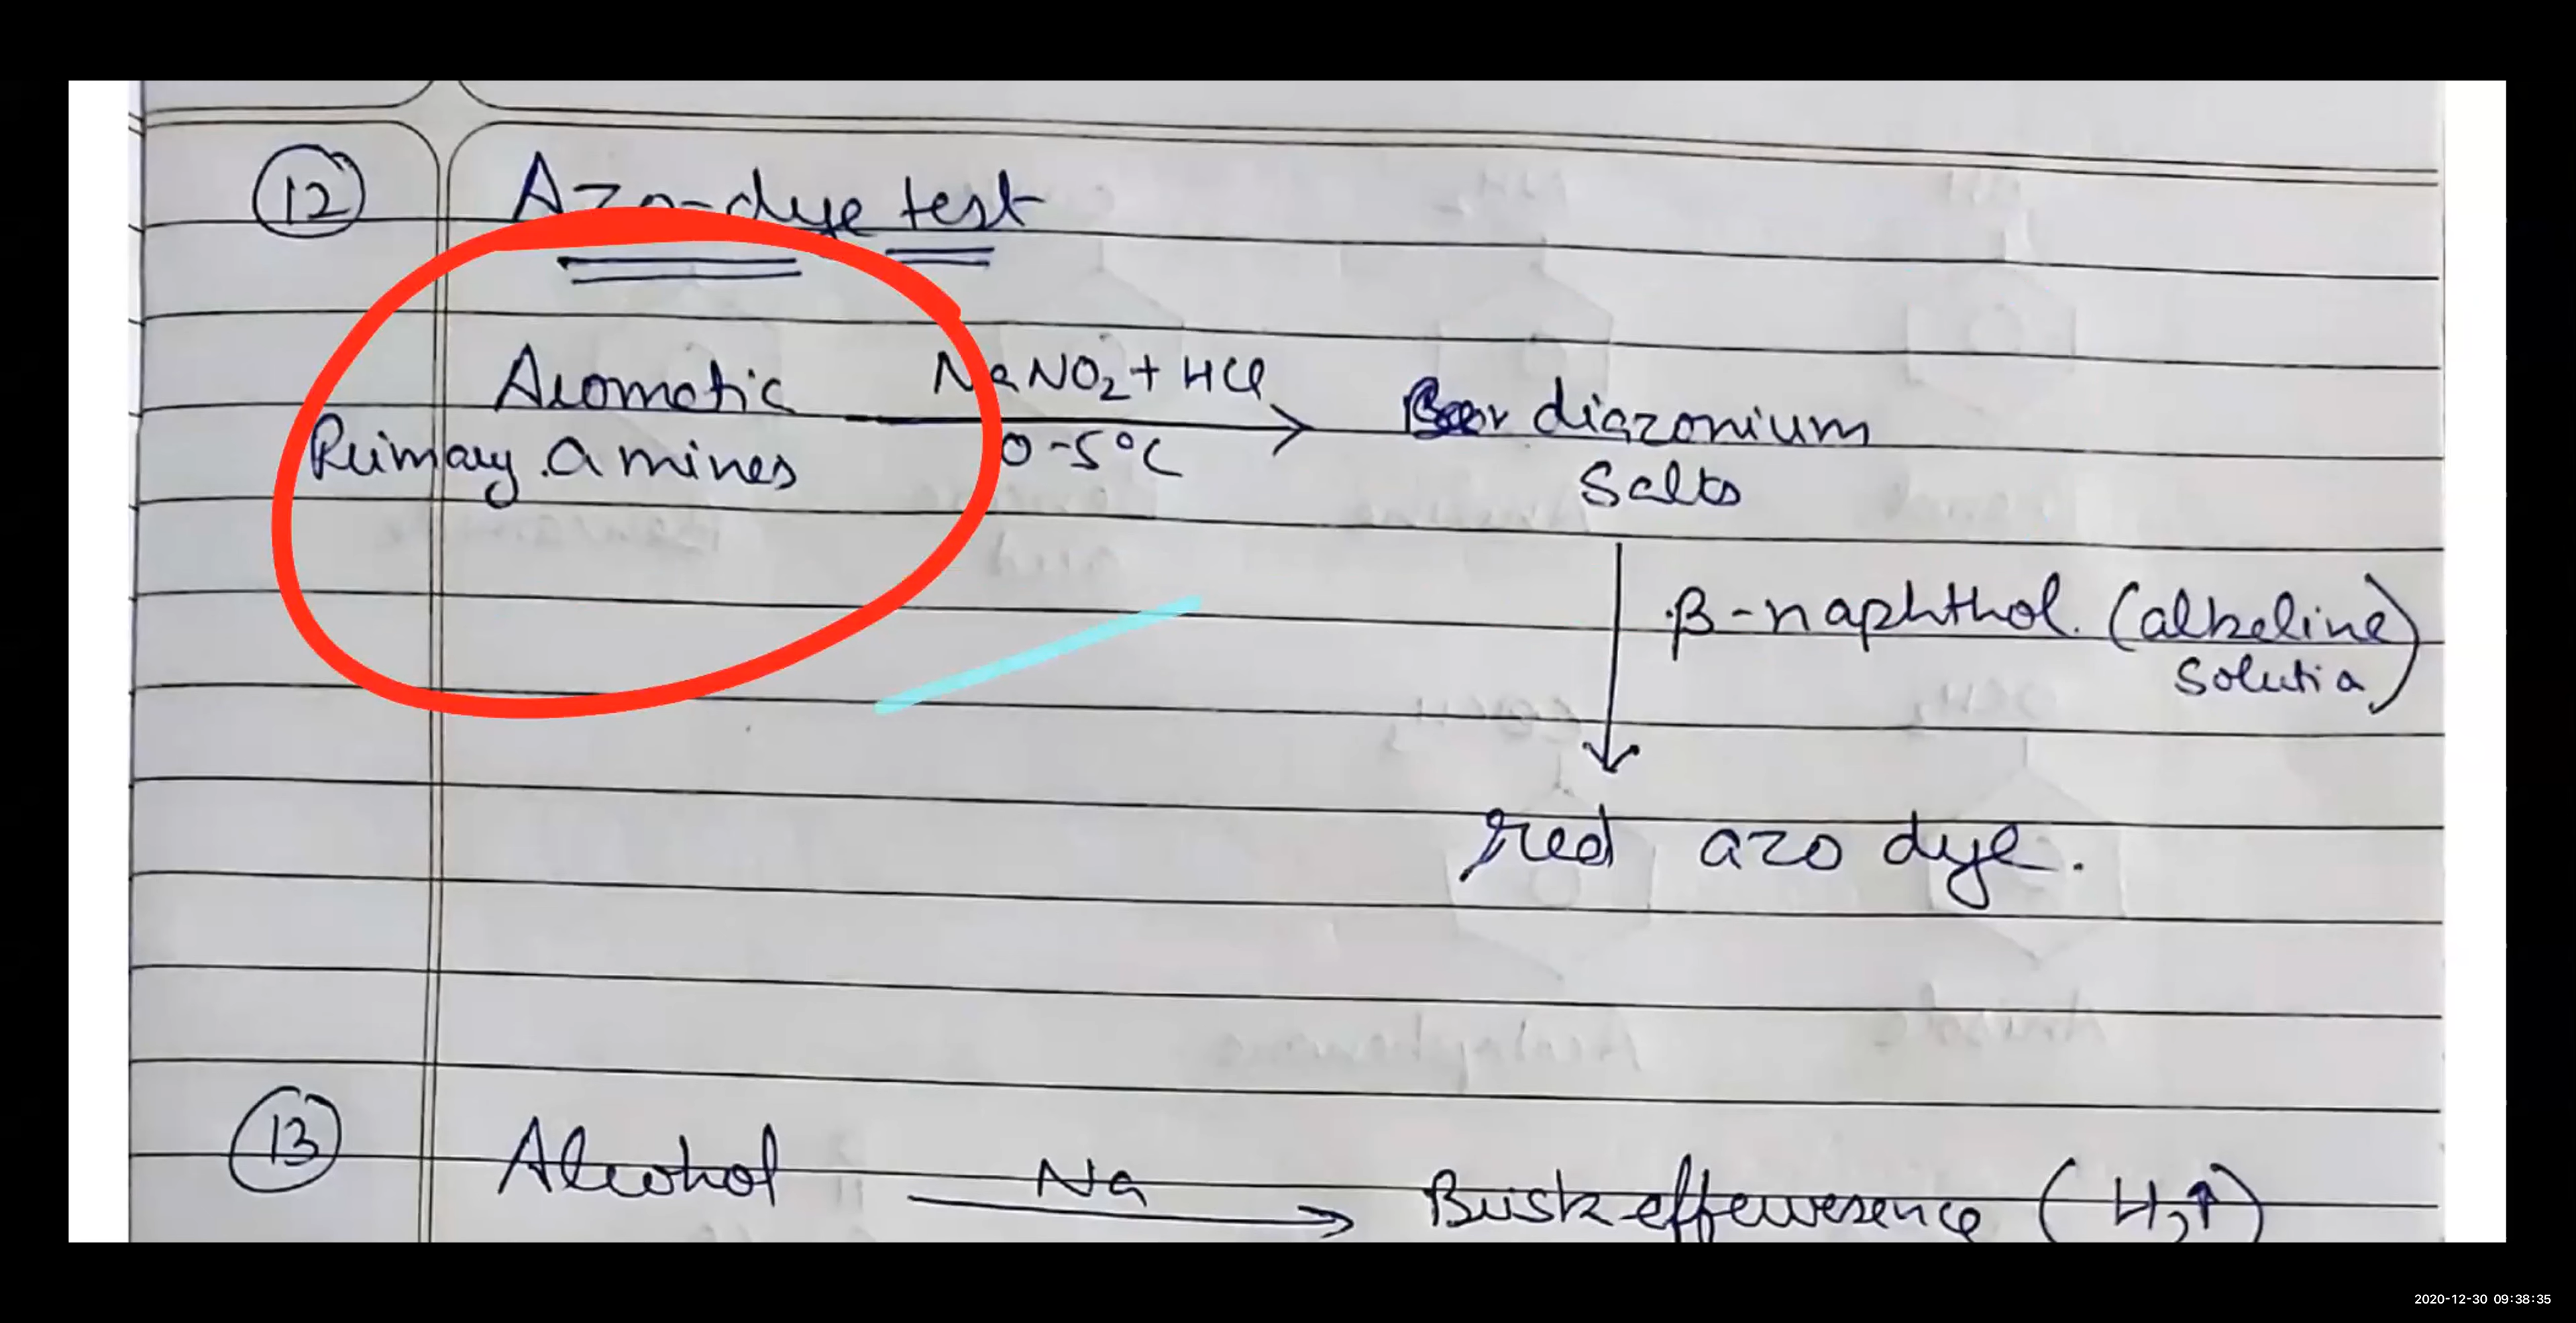 12 Azo-dye test
Aromatic NaNO2 + HCl
Primary amines 0-5°C diazonium
Salts
β-naphthol. (alkaline
Solutio)
red azo dye.
13 Alcohol Na Brisk effervesence (H2↑)
2020-12-30 09:38:35